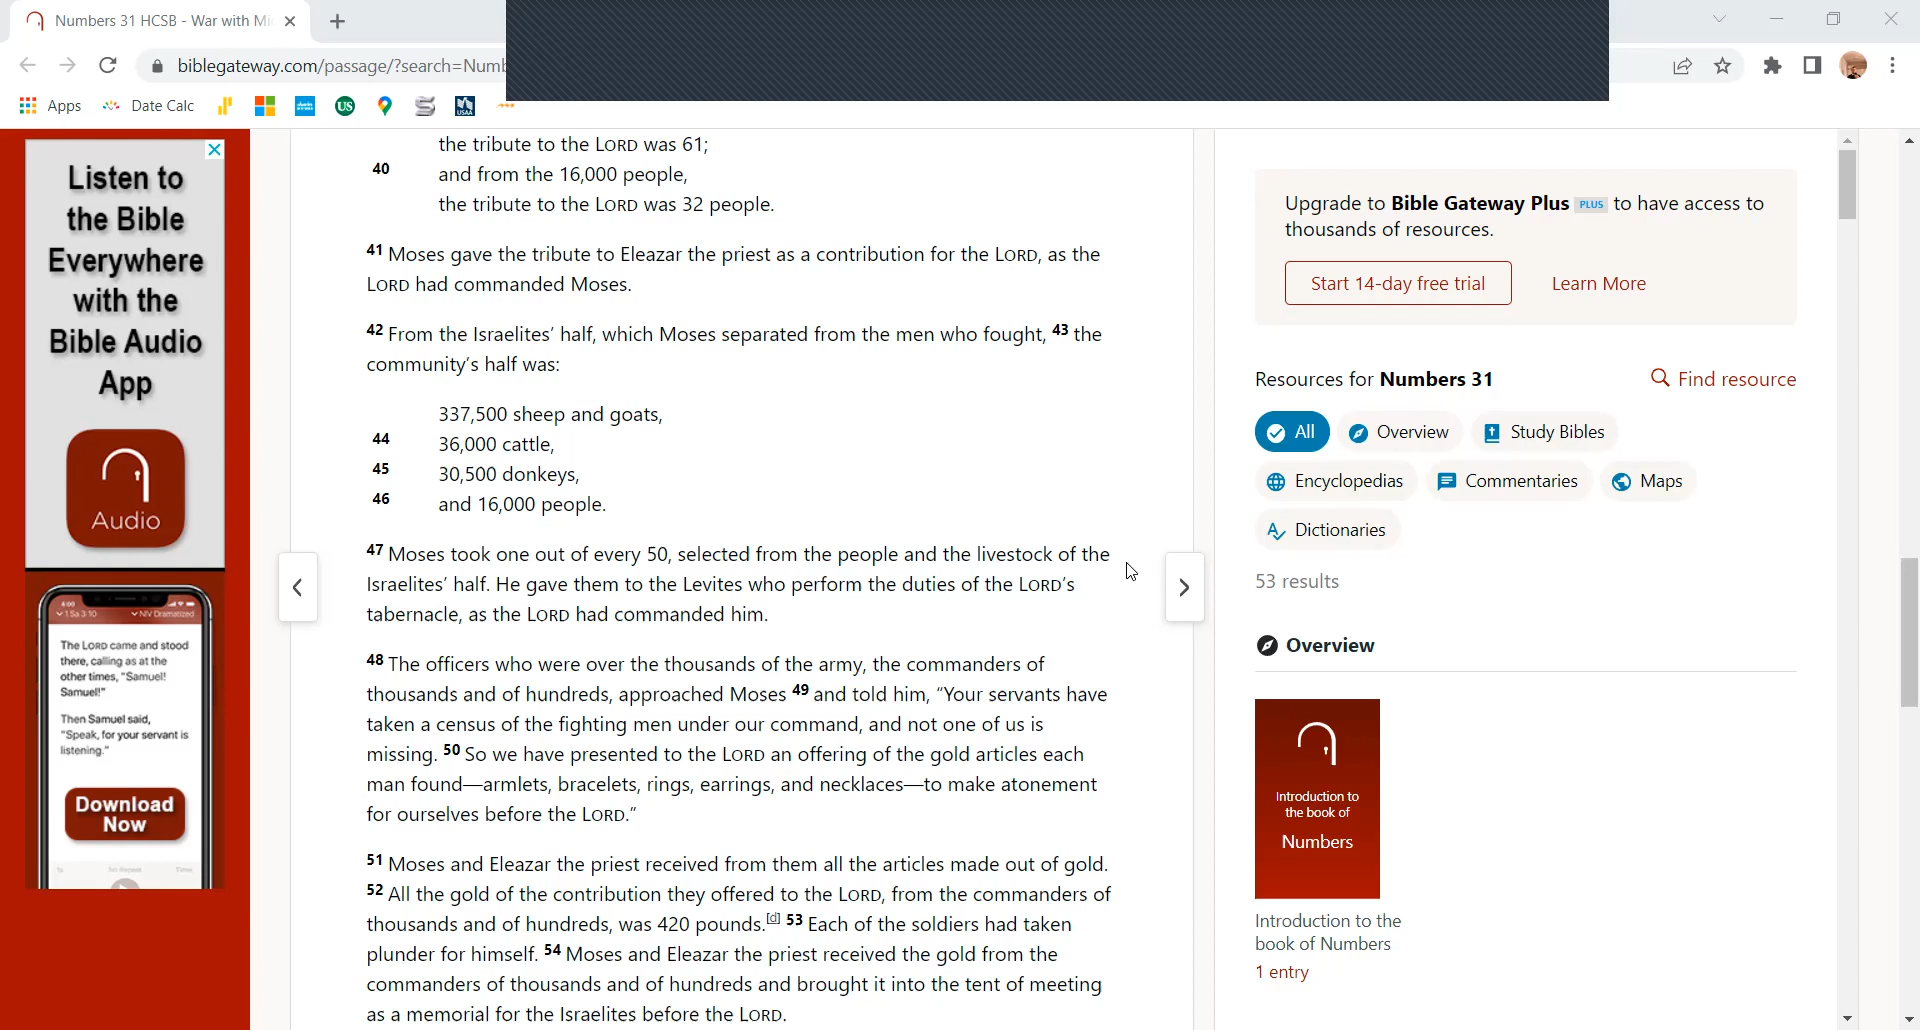 Numbers 31 HCSB - War with Mi
biblegateway.com/passage/?search=Numb
Apps
Date Calc
US
USAA
Listen to
the Bible
Everywhere
with the
Bible Audio
App
Audio
4:00
1 Sa 3:10
NIV Dramatized
The LORD came and stood
there, calling as at the
other times, "Samuel!
Samuel!"
Then Samuel said,
"Speak, for your servant is
listening."
Download
Now
the tribute to the LORD was 61;
40 and from the 16,000 people,
the tribute to the LORD was 32 people.
41 Moses gave the tribute to Eleazar the priest as a contribution for the LORD, as the
LORD had commanded Moses.
42 From the Israelites’ half, which Moses separated from the men who fought, 43 the
community’s half was:
337,500 sheep and goats,
44 36,000 cattle,
45 30,500 donkeys,
46 and 16,000 people.
47 Moses took one out of every 50, selected from the people and the livestock of the
Israelites’ half. He gave them to the Levites who perform the duties of the LORD’s
tabernacle, as the LORD had commanded him.
48 The officers who were over the thousands of the army, the commanders of
thousands and of hundreds, approached Moses 49 and told him, “Your servants have
taken a census of the fighting men under our command, and not one of us is
missing. 50 So we have presented to the LORD an offering of the gold articles each
man found—armlets, bracelets, rings, earrings, and necklaces—to make atonement
for ourselves before the LORD.”
51 Moses and Eleazar the priest received from them all the articles made out of gold.
52 All the gold of the contribution they offered to the LORD, from the commanders of
thousands and of hundreds, was 420 pounds.[d] 53 Each of the soldiers had taken
plunder for himself. 54 Moses and Eleazar the priest received the gold from the
commanders of thousands and of hundreds and brought it into the tent of meeting
as a memorial for the Israelites before the LORD.
Upgrade to Bible Gateway Plus PLUS to have access to
thousands of resources.
Start 14-day free trial
Learn More
Resources for Numbers 31
Find resource
All
Overview
Study Bibles
Encyclopedias
Commentaries
Maps
Dictionaries
53 results
Overview
Introduction to
the book of
Numbers
Introduction to the
book of Numbers
1 entry